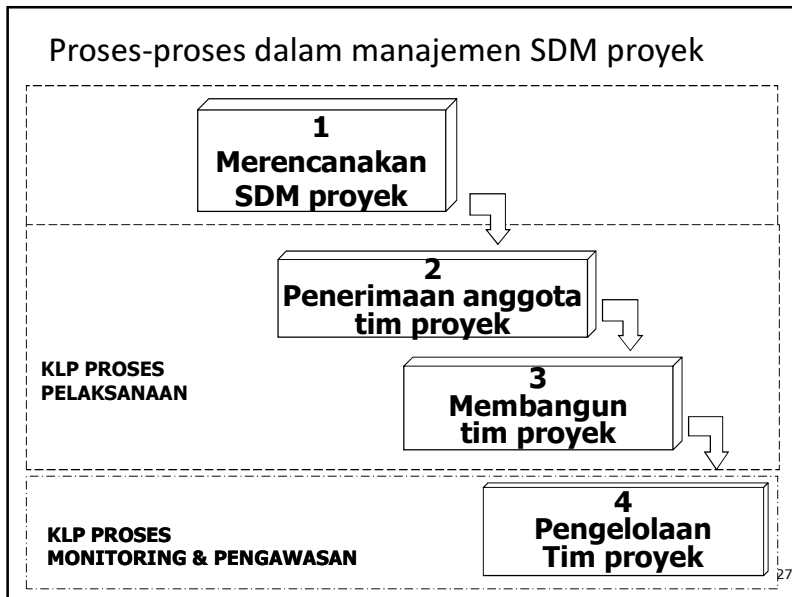 Proses-proses dalam manajemen SDM proyek
1
Merencanakan
SDM proyek
2
Penerimaan anggota
tim proyek
KLP PROSES
PELAKSANAAN
3
Membangun
tim proyek
4
Pengelolaan
Tim proyek
KLP PROSES
MONITORING & PENGAWASAN
27